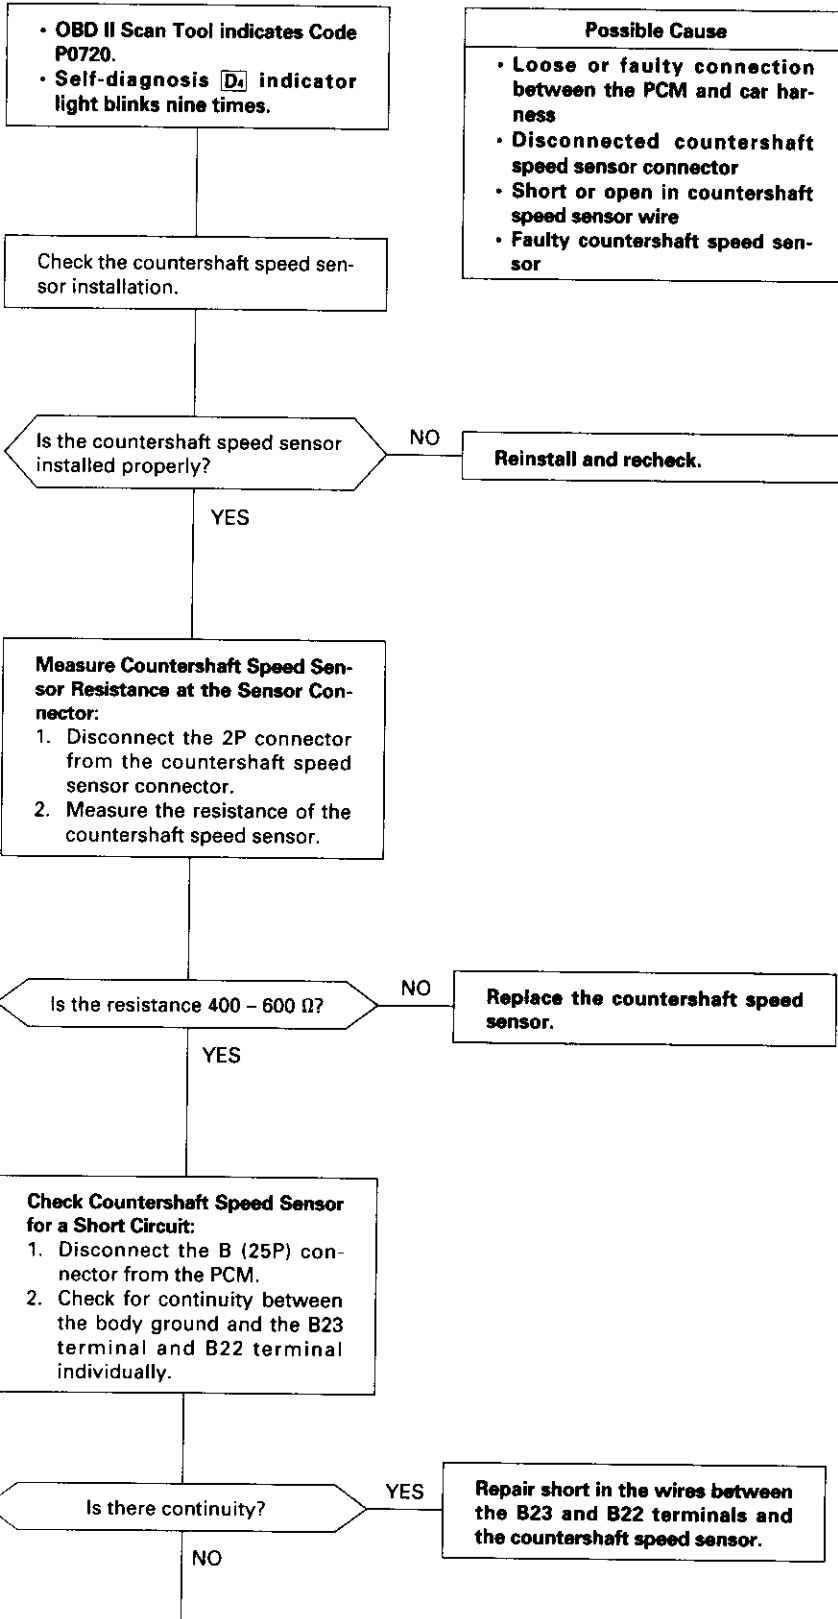 • OBD II Scan Tool indicates Code
P0720.
• Self-diagnosis D4 indicator
light blinks nine times.
Possible Cause
• Loose or faulty connection
between the PCM and car har-
ness
• Disconnected countershaft
speed sensor connector
• Short or open in countershaft
speed sensor wire
• Faulty countershaft speed sen-
sor
Check the countershaft speed sen-
sor installation.
Is the countershaft speed sensor
installed properly?
NO
Reinstall and recheck.
YES
Measure Countershaft Speed Sen-
sor Resistance at the Sensor Con-
nector:
1. Disconnect the 2P connector
from the countershaft speed
sensor connector.
2. Measure the resistance of the
countershaft speed sensor.
Is the resistance 400 – 600 Ω?
NO
Replace the countershaft speed
sensor.
YES
Check Countershaft Speed Sensor
for a Short Circuit:
1. Disconnect the B (25P) con-
nector from the PCM.
2. Check for continuity between
the body ground and the B23
terminal and B22 terminal
individually.
Is there continuity?
YES
Repair short in the wires between
the B23 and B22 terminals and
the countershaft speed sensor.
NO